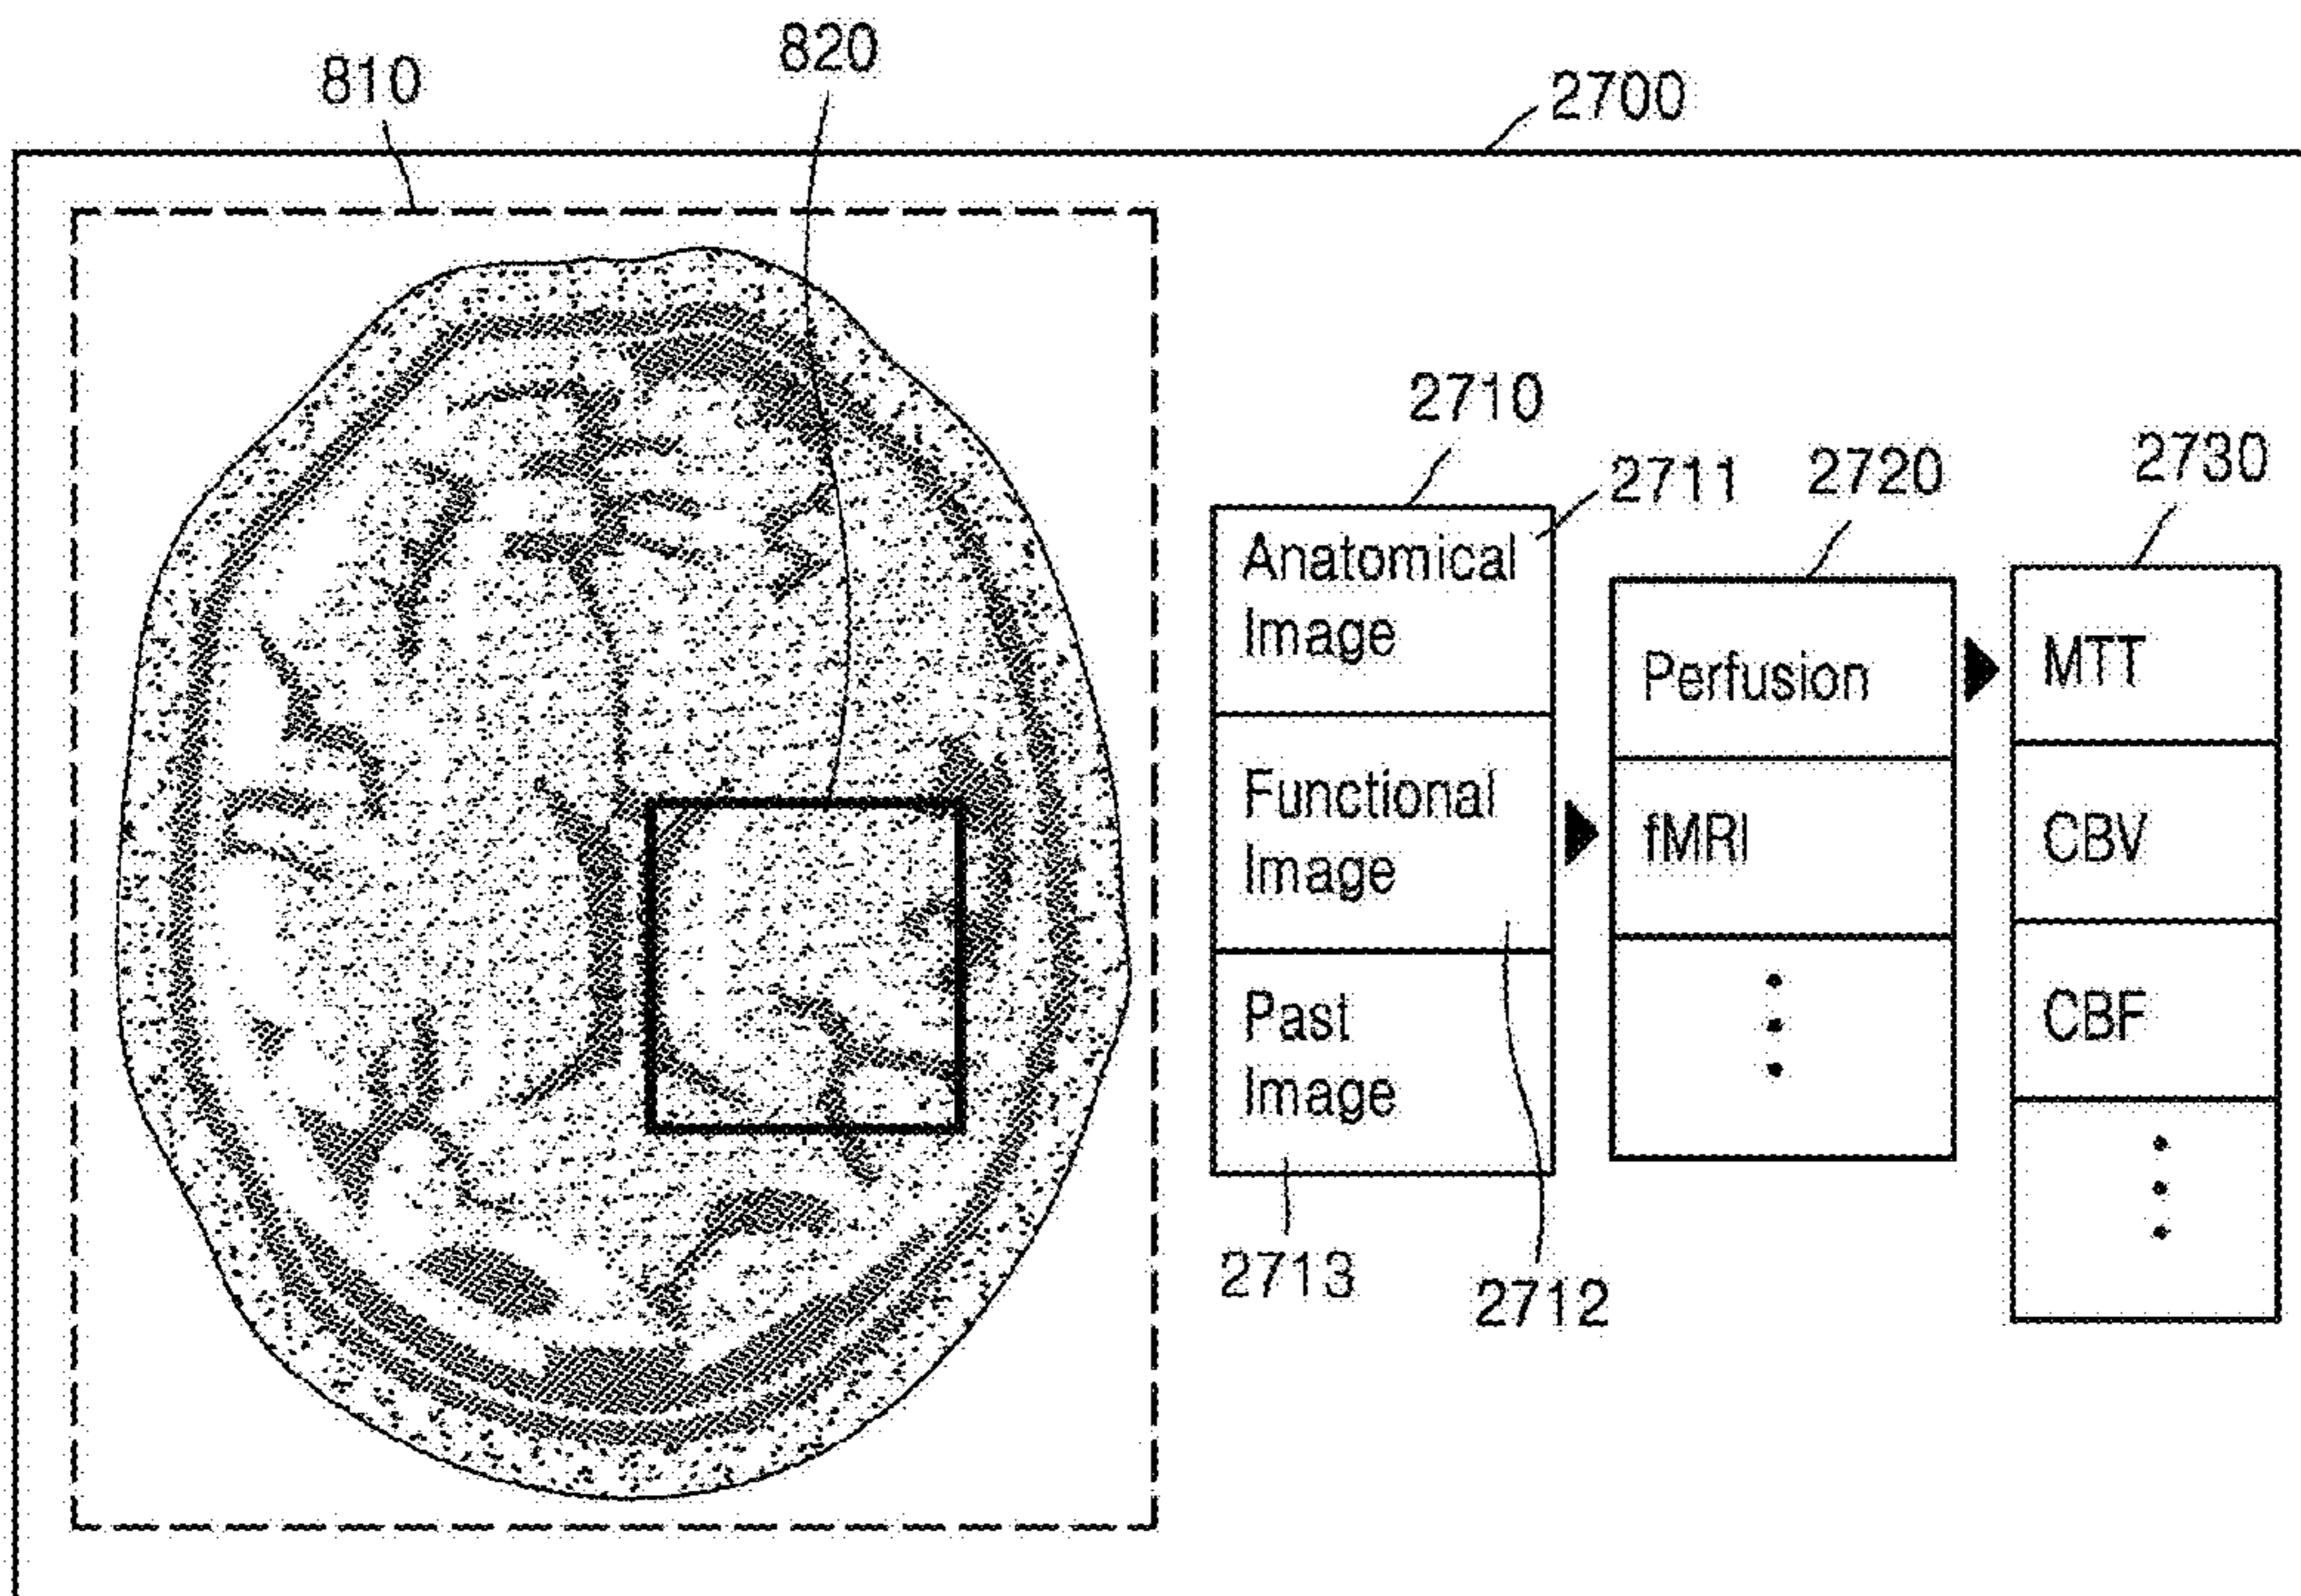 820
810
2700
2710
2711
2720
2730
Anatomical
Image
Functional
Image
Past
Image
Perfusion
fMRI
MTT
CBV
CBF
2713
2712